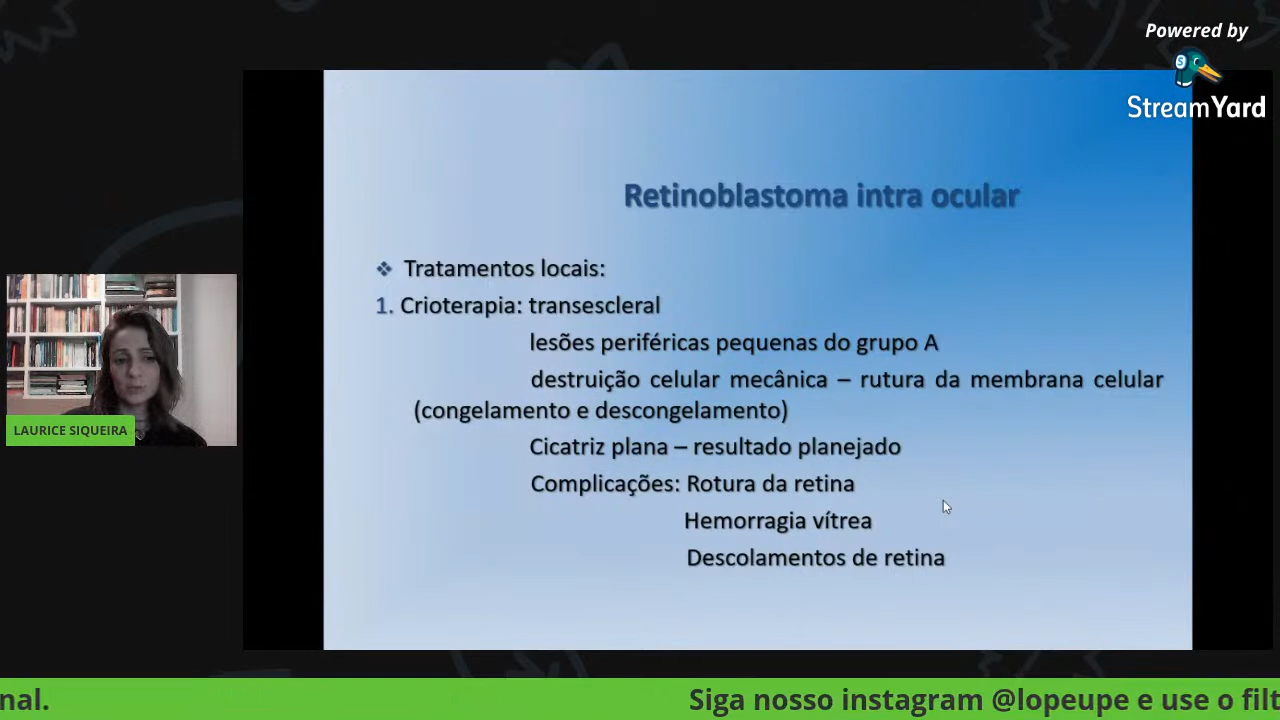 Powered by
StreamYard
Retinoblastoma intra ocular
Tratamentos locais:
1. Crioterapia: transescleral
lesões periféricas pequenas do grupo A
destruição celular mecânica – rutura da membrana celular
(congelamento e descongelamento)
Cicatriz plana – resultado planejado
Complicações: Rotura da retina
Hemorragia vítrea
Descolamentos de retina
LAURICE SIQUEIRA
nal. Siga nosso instagram @lopeupe e use o filt